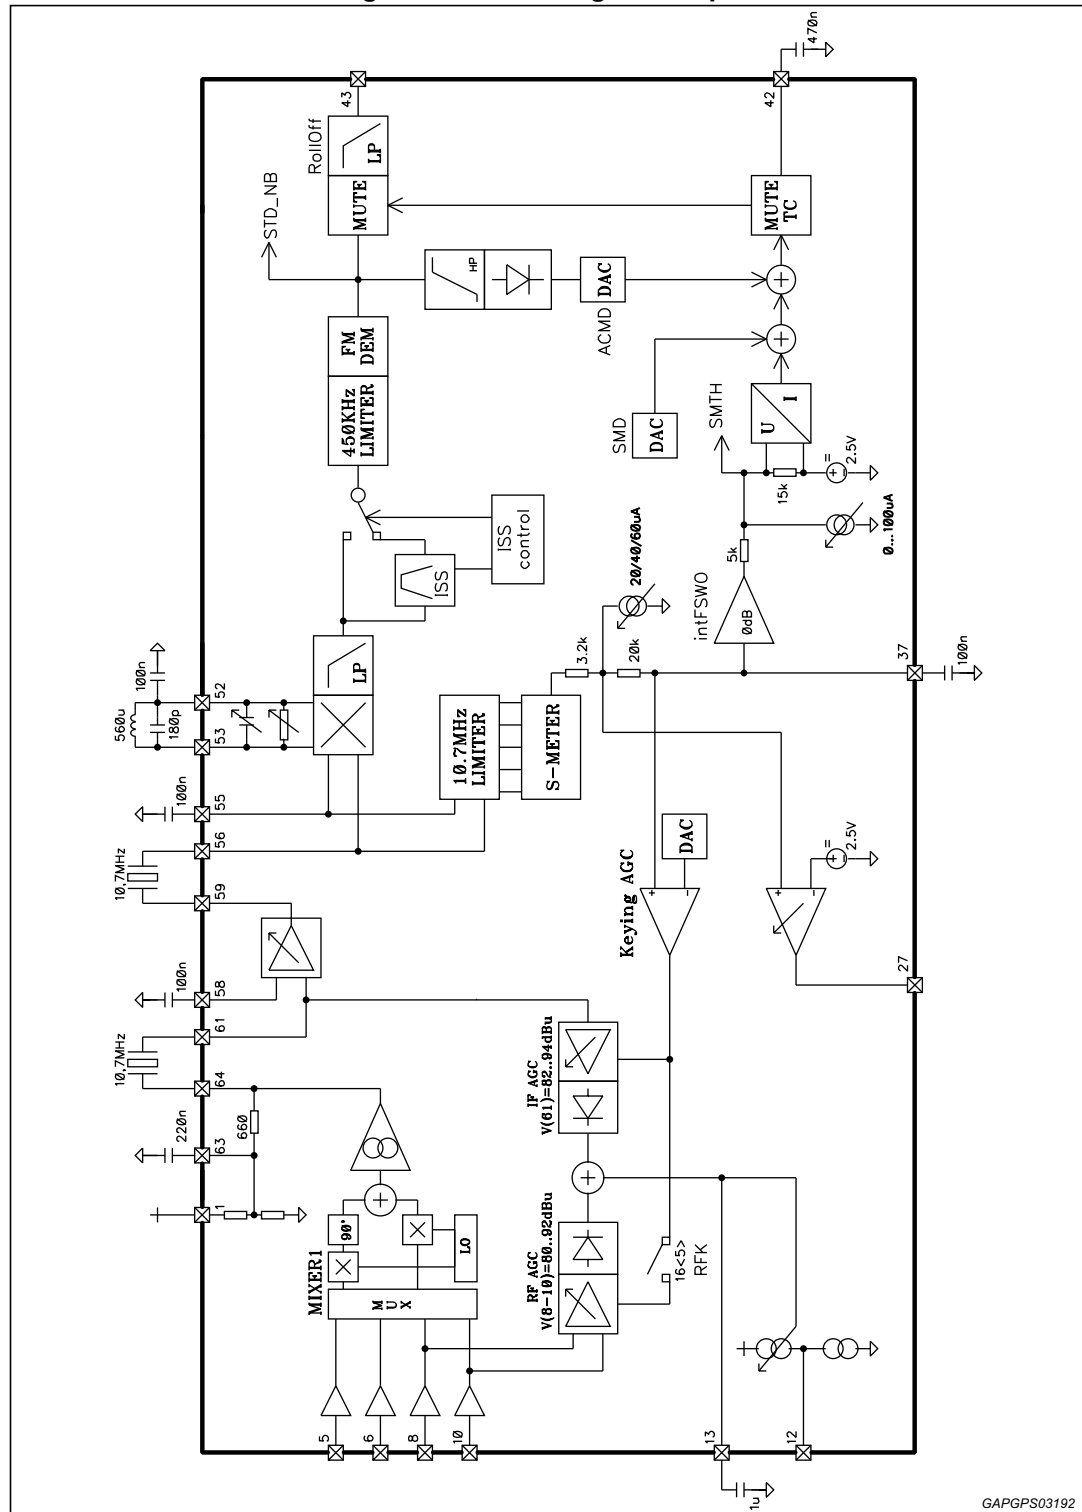 470n
43
42
RollOff
LP
MUTE
STD_NB
MUTE
TC
HP
DAC
ACMD
FM
DEM
450KHz
LIMITER
SMD
DAC
SMTH
U
I
15k
=
2.5V
ISS
ISS
control
5k
0...100uA
20/40/60uA
intFSWO
0dB
100n
560u
180p
52
53
LP
3.2k
20k
37
100n
10.7MHz
LIMITER
S-METER
100n
55
56
10,7MHz
59
DAC
Keying AGC
=
2.5V
27
100n
58
61
10,7MHz
64
IF AGC
V(61)=82..94dBu
220n
63
660
1
90'
LO
MIXER1
M
U
X
RF AGC
V(8-10)=80..92dBu
16<5>
RFK
5
6
8
10
13
12
1u
GAPGPS03192